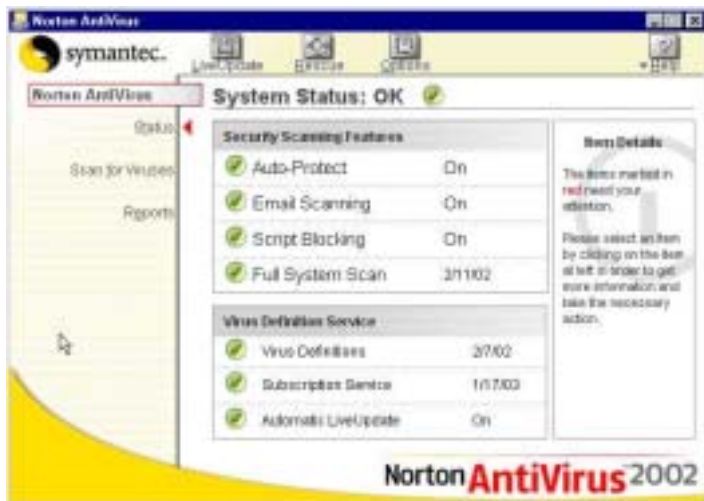 Norton AntiVirus
symantec.
LiveUpdate Rescue Options Help
Norton AntiVirus
System Status: OK
Status
Scan for Viruses
Reports
Security Scanning Features
Auto-Protect On
Email Scanning On
Script Blocking On
Full System Scan 2/11/02
Virus Definition Service
Virus Definitions 2/7/02
Subscription Service 1/17/03
Automatic LiveUpdate On
Item Details
The items marked in
red need your
attention.
Please select an item
by clicking on the item
at left in order to get
more information and
take the necessary
action.
Norton AntiVirus 2002